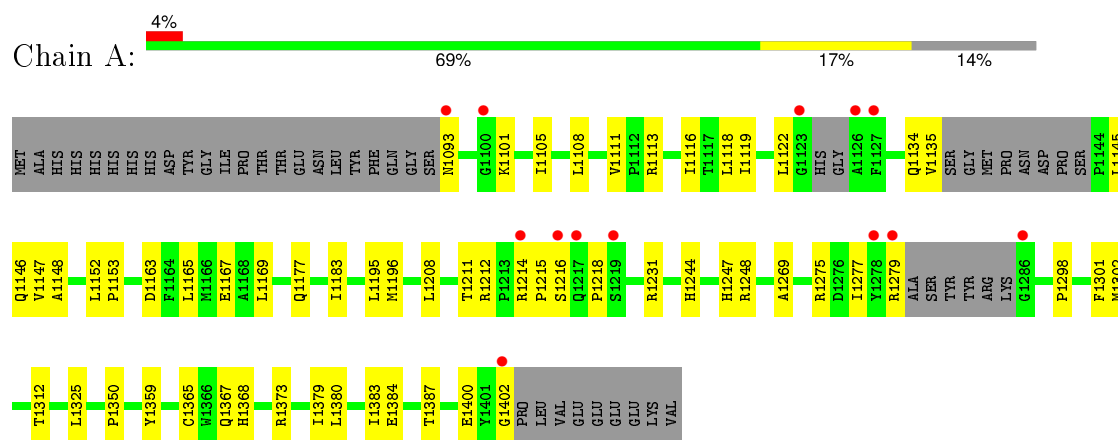 4%
Chain A:
69% 17% 14%
MET ALA HIS HIS HIS HIS HIS HIS ASP TYR GLY ILE PRO THR THR GLU ASN LEU TYR PHE GLN GLY GLY SER N1093 G1100 K1101 I1105 L1108 V1111 P1112 R1113 I1116 T1117 L1118 I1119 L1122 G1123 HIS GLY A1126 F1127 Q1134 V1135 SER GLY MET PRO ASN ASP PRO SER P1144 L1145
Q1146 V1147 A1148 L1152 P1153 D1163 F1164 L1165 M1166 E1167 A1168 L1169 Q1177 I1183 L1195 M1196 L1208 T1211 R1212 P1213 R1214 P1215 S1216 Q1217 P1218 S1219 R1231 H1244 H1247 R1248 A1269 R1275 D1276 I1277 Y1278 R1279 ALA SER TYR TYR ARG LYS G1286 P1298 F1301 M1302
T1312 L1325 P1350 Y1359 C1365 W1366 Q1367 H1368 R1373 I1379 L1380 I1383 E1384 T1387 E1400 Y1401 G1402 PRO LEU VAL GLU GLU GLU GLU LYS VAL